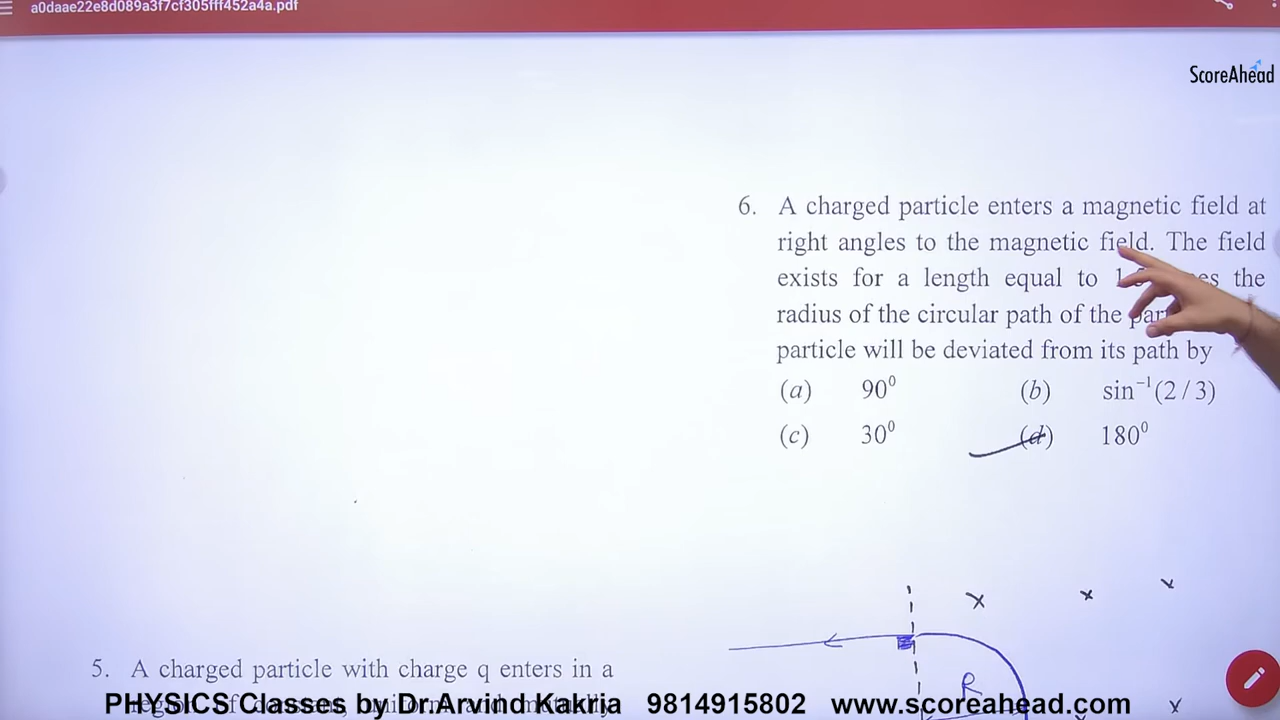 a0daae22e8d089a3f7cf305fff452a4a.pdf
ScoreAhead
6. A charged particle enters a magnetic field at
right angles to the magnetic field. The field
exists for a length equal to the
radius of the circular path of the
particle will be deviated from its path by
(a) 90⁰ (b) sin⁻¹(2 / 3)
(c) 30⁰ (d) 180⁰
x x x
R
x
5. A charged particle with charge q enters in a
PHYSICS Classes by Dr.Arvind Kakria 9814915802 www.scoreahead.com